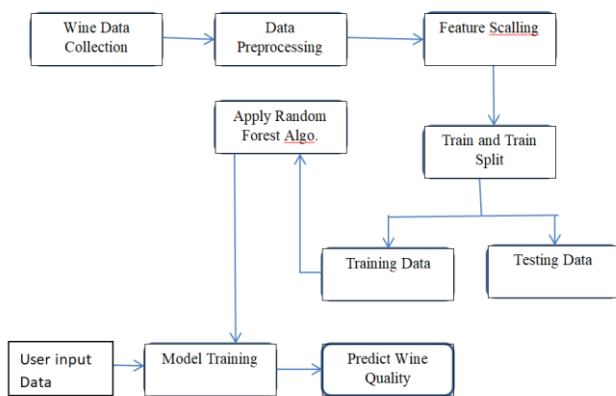 Wine Data
Collection
Data
Preprocessing
Feature Scalling
Apply Random
Forest Algo.
Train and Train
Split
Training Data
Testing Data
User input
Data
Model Training
Predict Wine
Quality